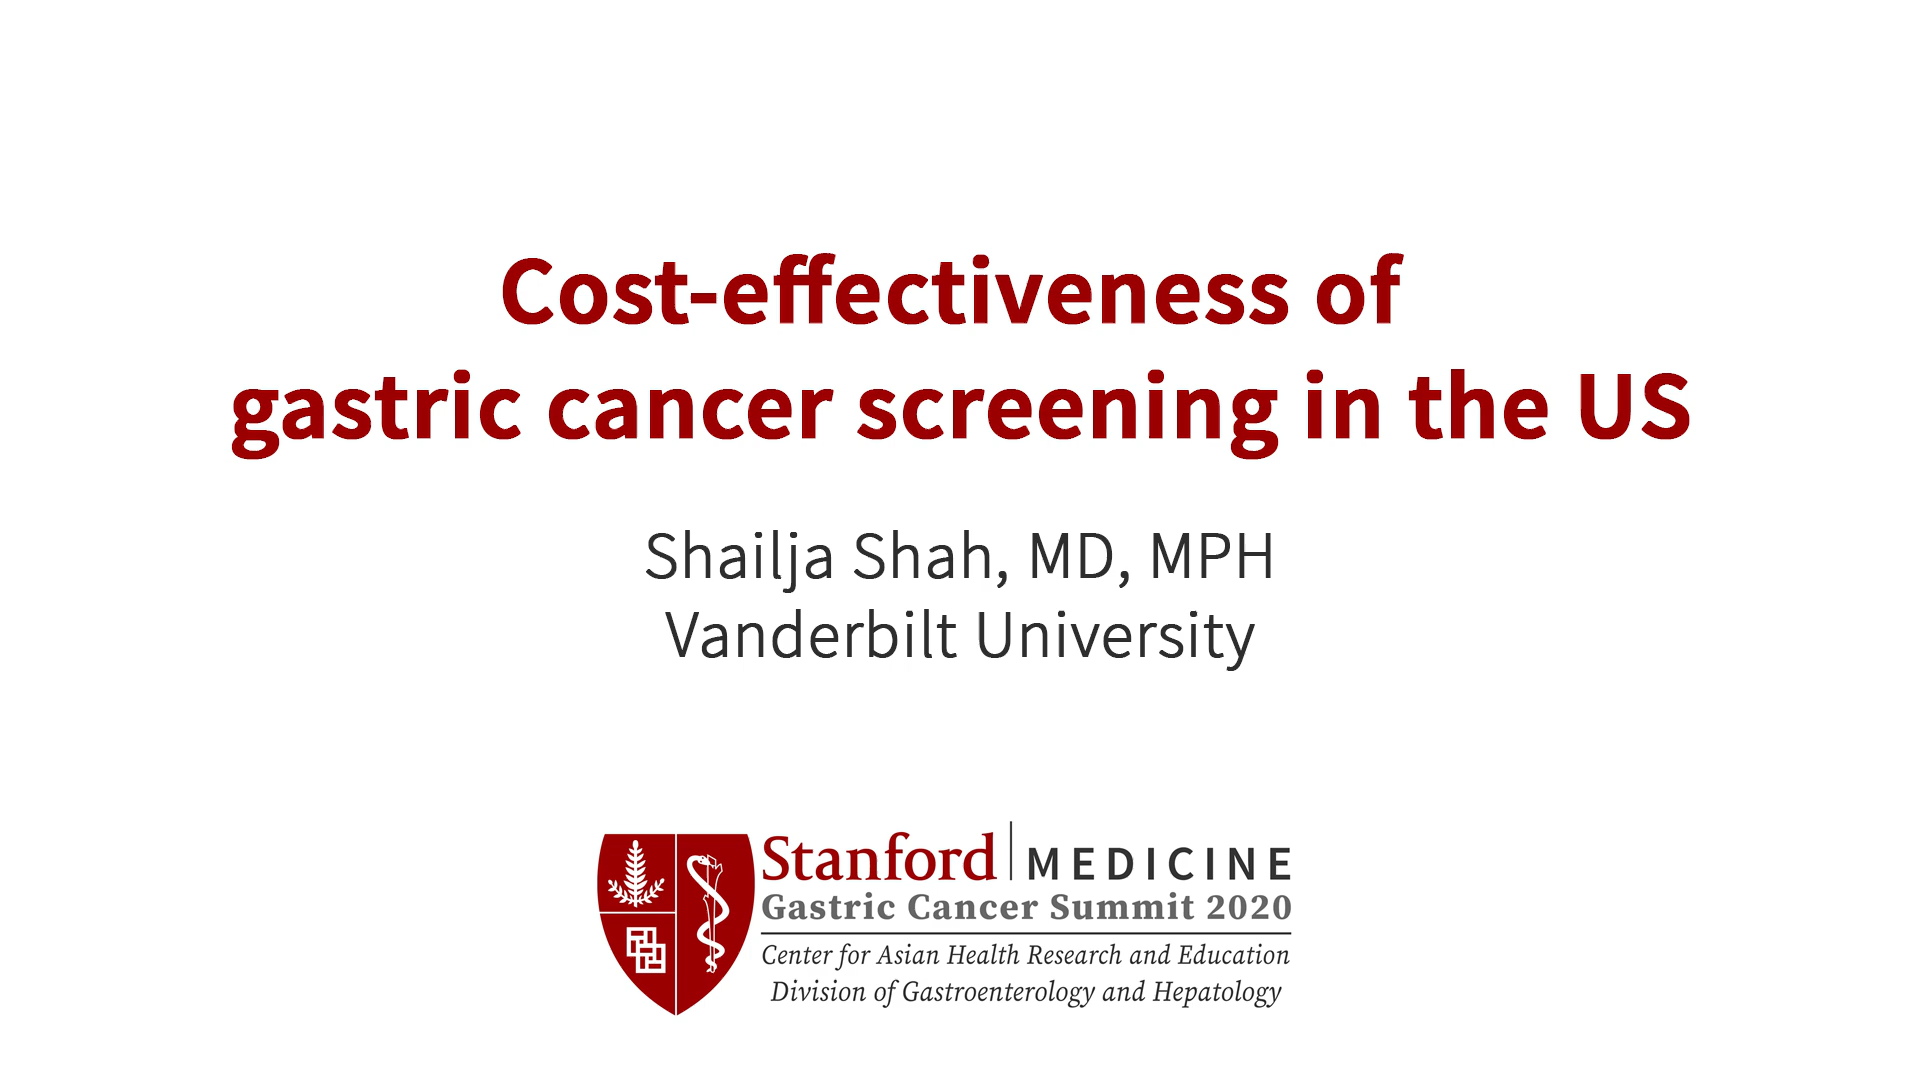 Cost-effectiveness of
gastric cancer screening in the US
Shailja Shah, MD, MPH
Vanderbilt University
Stanford MEDICINE
Gastric Cancer Summit 2020
Center for Asian Health Research and Education
Division of Gastroenterology and Hepatology